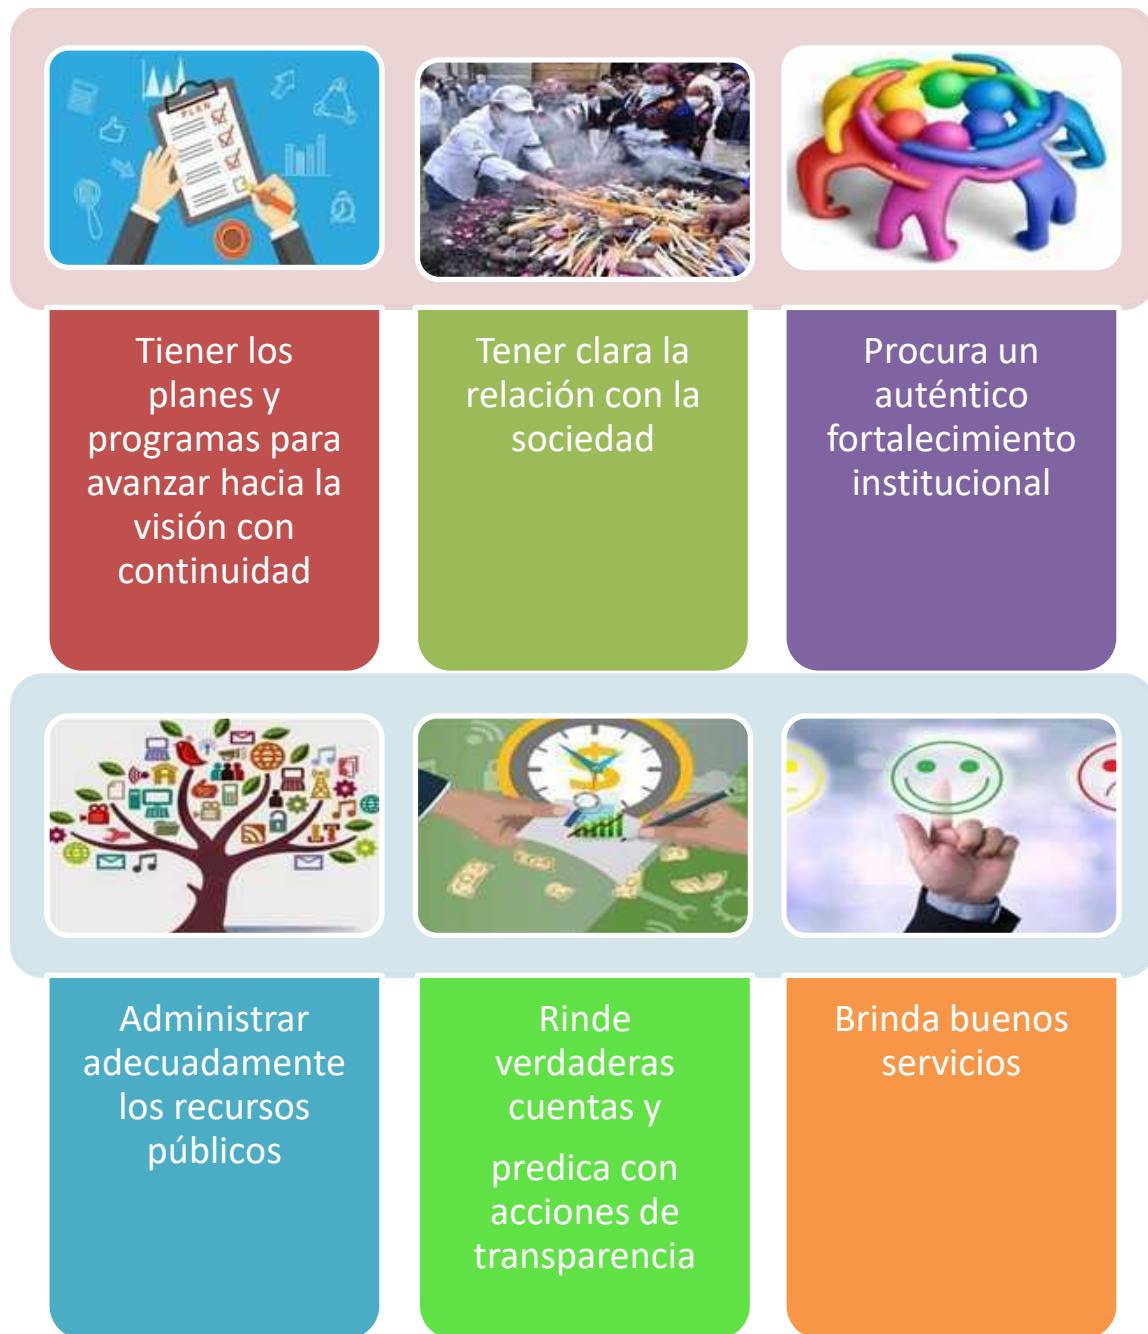 PLAN
Tiener los
planes y
programas para
avanzar hacia la
visión con
continuidad
Tener clara la
relación con la
sociedad
Procura un
auténtico
fortalecimiento
institucional
Administrar
adecuadamente
los recursos
públicos
Rinde
verdaderas
cuentas y
predica con
acciones de
transparencia
Brinda buenos
servicios